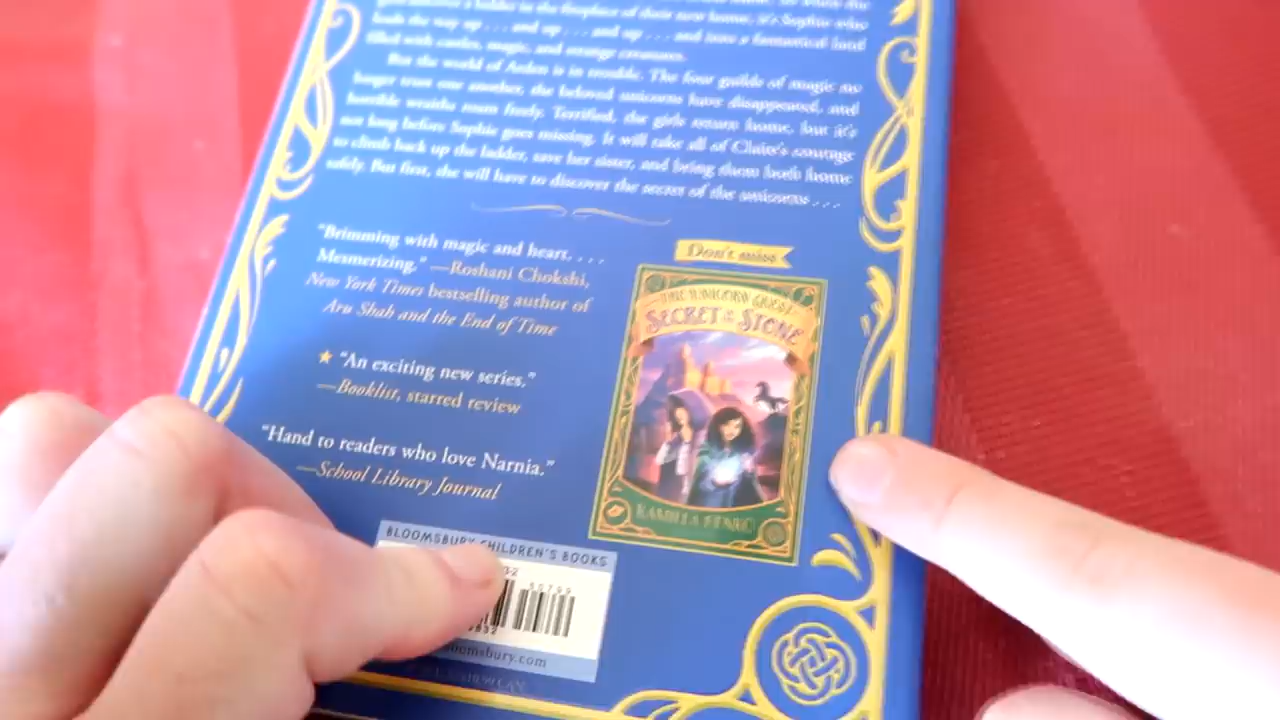 a ladder in the fireplace of their new home, it's Sophie who
leads the way up . . . and up . . . and up . . . and into a fantastical land
filled with castles, magic, and strange creatures.
But the world of Arden is in trouble. The four guilds of magic no
longer trust one another, the beloved unicorns have disappeared, and
horrible wraiths roam freely. Terrified, the girls return home, but it's
not long before Sophie goes missing. It will take all of Claire's courage
to climb back up the ladder, save her sister, and bring them both home
safely. But first, she will have to discover the secret of the unicorns . . .
"Brimming with magic and heart. . . .
Mesmerizing." —Roshani Chokshi,
New York Times bestselling author of
Aru Shah and the End of Time
"An exciting new series."
—Booklist, starred review
"Hand to readers who love Narnia."
—School Library Journal
Don't miss
THE UNICORN QUEST
SECRET IN THE STONE
KAMILLA BENKO
BLOOMSBURY CHILDREN'S BOOKS
50799
oomsbury.com